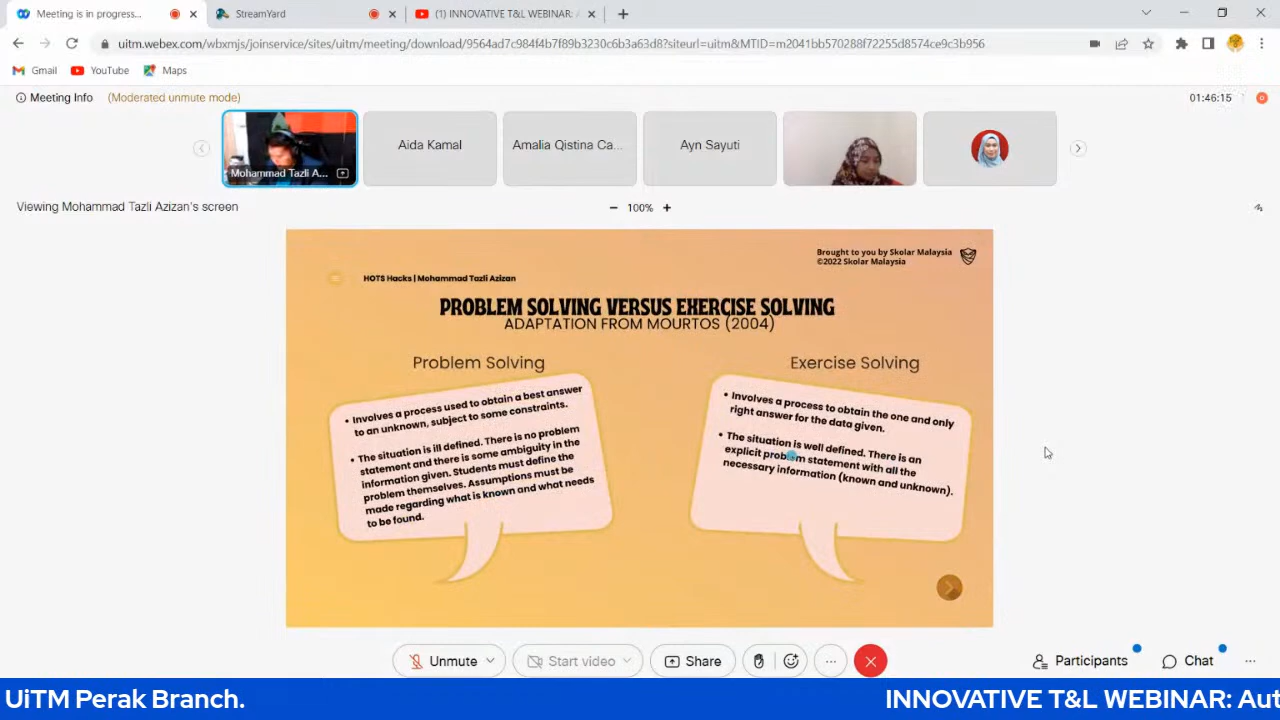 Meeting is in progress...
StreamYard
(1) INNOVATIVE T&L WEBINAR: A
uitm.webex.com/wbxmjs/joinservice/sites/uitm/meeting/download/9564ad7c984f4b7f89b3230c6b3a63d8?siteurl=uitm&MTID=m2041bb570288f72255d8574ce9c3b956
Gmail
YouTube
Maps
Meeting Info
(Moderated unmute mode)
01:46:15
Mohammad Tazli A...
Aida Kamal
Amalia Qistina Ca...
Ayn Sayuti
Viewing Mohammad Tazli Azizan's screen
100%
HOTS Hacks | Mohammad Tazli Azizan
Brought to you by Skolar Malaysia
©2022 Skolar Malaysia
PROBLEM SOLVING VERSUS EXERCISE SOLVING
ADAPTATION FROM MOURTOS (2004)
Problem Solving
• Involves a process used to obtain a best answer
to an unknown, subject to some constraints.
• The situation is ill defined. There is no problem
statement and there is some ambiguity in the
information given. Students must define the
problem themselves. Assumptions must be
made regarding what is known and what needs
to be found.
Exercise Solving
• Involves a process to obtain the one and only
right answer for the data given.
• The situation is well defined. There is an
explicit problem statement with all the
necessary information (known and unknown).
Unmute
Start video
Share
Participants
Chat
UiTM Perak Branch.
INNOVATIVE T&L WEBINAR: Aut